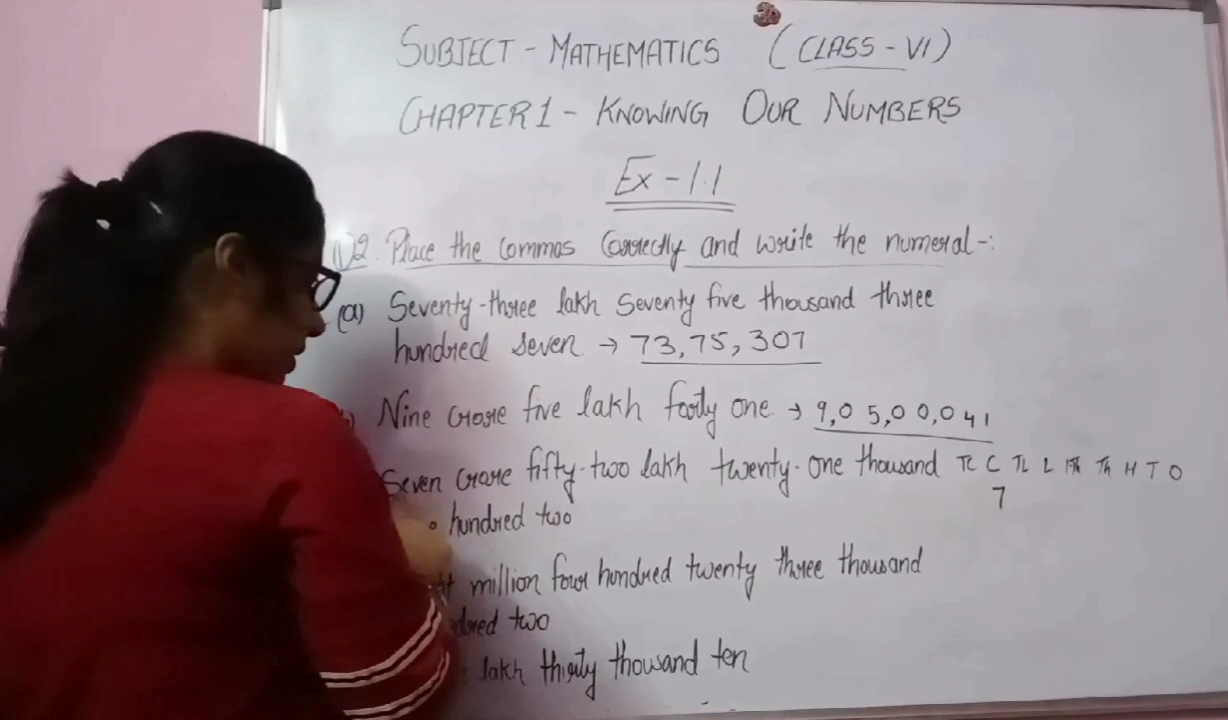 SUBJECT - MATHEMATICS (CLASS - VI)
CHAPTER 1 - KNOWING OUR NUMBERS
Ex - 1.1
Q2. Place the commas Correctly and write the numeral -:
(a) Seventy-three lakh Seventy five thousand three
hundred seven → 73,75,307
Nine crore five lakh forty one → 9,05,00,041
Seven crore fifty-two lakh twenty-one thousand TC C TL L TTh Th H T O
7
hundred two
million four hundred twenty three thousand
two
lakh thirty thousand ten